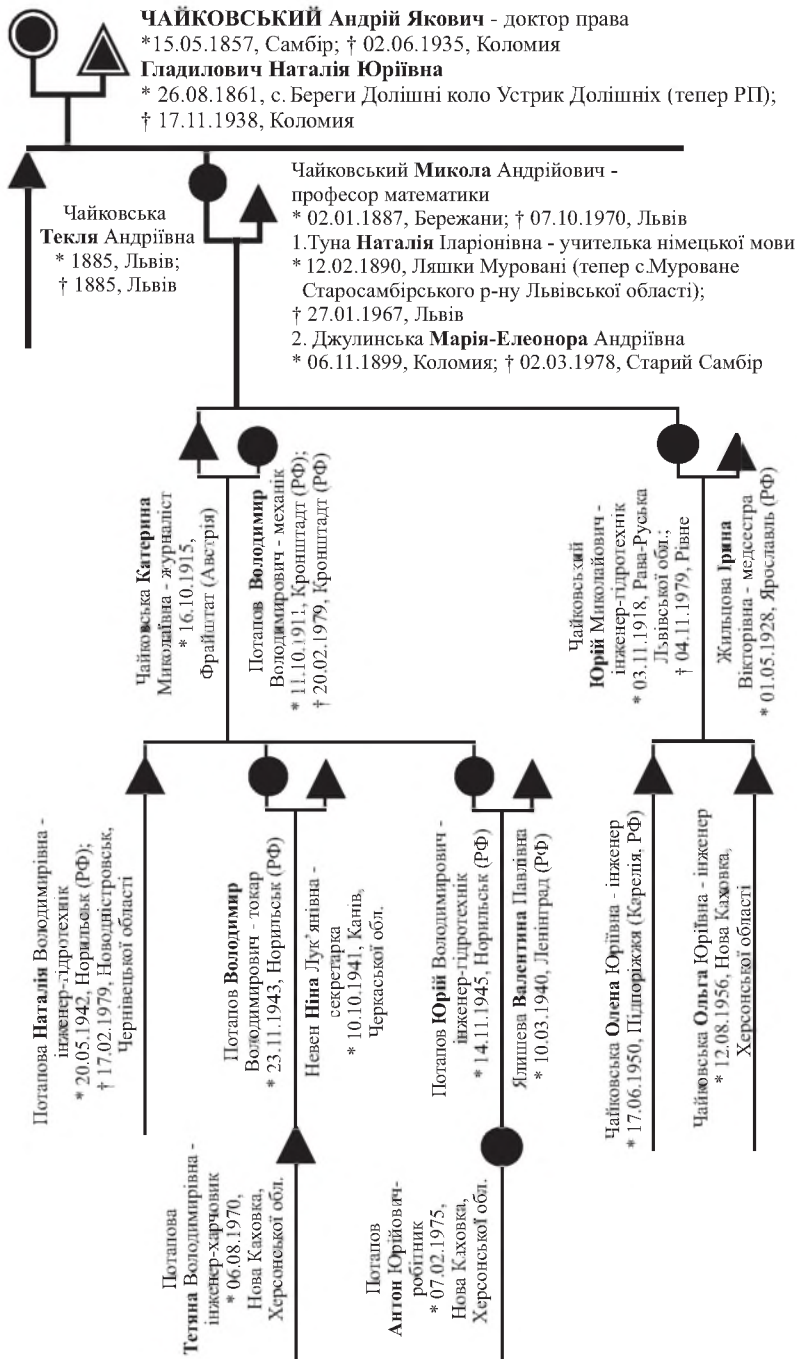 ЧАЙКОВСЬКИЙ Андрій Якович - доктор права
*15.05.1857, Самбір; † 02.06.1935, Коломия
Гладилович Наталія Юріївна
* 26.08.1861, с. Береги Долішні коло Устрик Долішніх (тепер РП);
† 17.11.1938, Коломия
Чайковська
Текля Андріївна
* 1885, Львів;
† 1885, Львів
Чайковський Микола Андрійович -
професор математики
* 02.01.1887, Бережани; † 07.10.1970, Львів
1.Туна Наталія Іларіонівна - учителька німецької мови
* 12.02.1890, Ляшки Муровані (тепер с.Муроване
Старосамбірського р-ну Львівської області);
† 27.01.1967, Львів
2. Джулинська Марія-Елеонора Андріївна
* 06.11.1899, Коломия; † 02.03.1978, Старий Самбір
Чайковська Катерина
Миколаївна - журналіст
* 16.10.1915,
Фрайштат (Австрія)
Потапов Володимир
Володимирович - механік
* 11.10.1911, Кронштадт (РФ);
† 20.02.1979, Кронштадт (РФ)
Чайковський
Юрій Миколайович -
інженер-гідротехнік
* 03.11.1918, Рава-Руська
Львівської обл.;
† 04.11.1979, Рівне
Жильцова Ірина
Вікторівна - медсестра
* 01.05.1928, Ярославль (РФ)
Потапова Наталія Володимирівна -
інженер-гідротехнік
* 20.05.1942, Норильськ (РФ);
† 17.02.1979, Новодністровськ,
Чернівецької області
Потапов Володимир
Володимирович - токар
* 23.11.1943, Норильськ (РФ)
Невен Ніна Лук'янівна -
секретарка
* 10.10.1941, Канів,
Черкаської обл.
Потапов Юрій Володимирович -
інженер-гідротехнік
* 14.11.1945, Норильськ (РФ)
Ялишева Валентина Павлівна
* 10.03.1940, Ленінград (РФ)
Чайковська Олена Юріївна - інженер
* 17.06.1950, Підпоріжжя (Карелія, РФ)
Чайковська Ольга Юріївна - інженер
* 12.08.1956, Нова Каховка,
Херсонської області
Потапова
Тетяна Володимирівна -
інженер-харчовик
* 06.08.1970,
Нова Каховка,
Херсонської обл.
Потапов
Антон Юрійович-
робітник
* 07.02.1975,
Нова Каховка,
Херсонської обл.